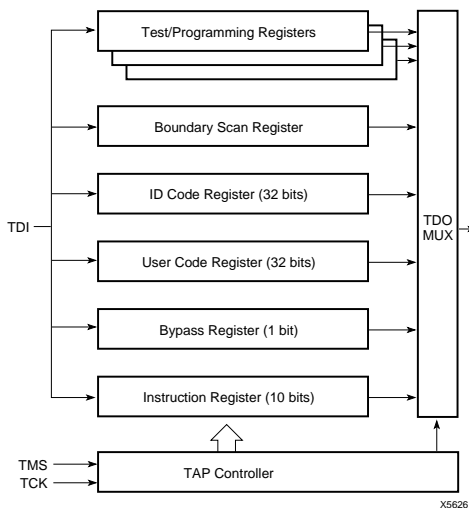 Test/Programming Registers
Boundary Scan Register
ID Code Register (32 bits)
TDI
TDO
MUX
User Code Register (32 bits)
Bypass Register (1 bit)
Instruction Register (10 bits)
TMS
TCK
TAP Controller
X5626